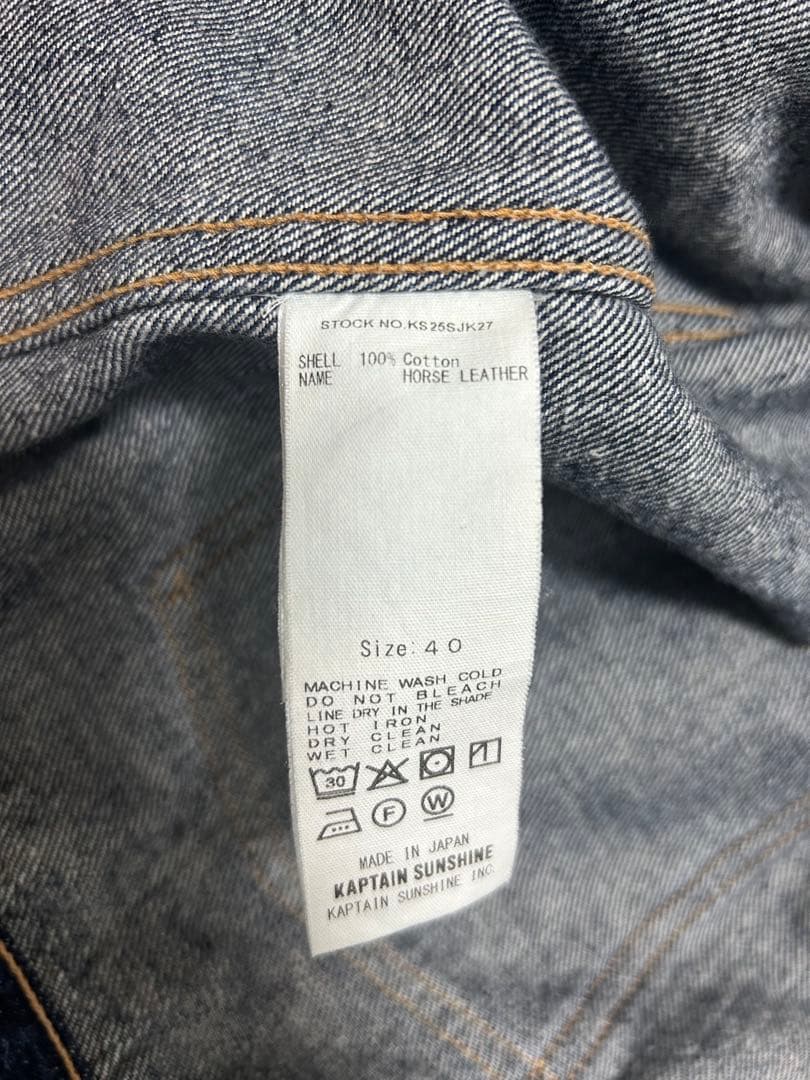 STOCK NO.KS25SJK27
SHELL 100% Cotton
NAME HORSE LEATHER
Size:40
MACHINE WASH COLD
DO NOT BLEACH
LINE DRY IN THE SHADE
HOT IRON
DRY CLEAN
WET CLEAN
30
F W
MADE IN JAPAN
KAPTAIN SUNSHINE
KAPTAIN SUNSHINE INC.